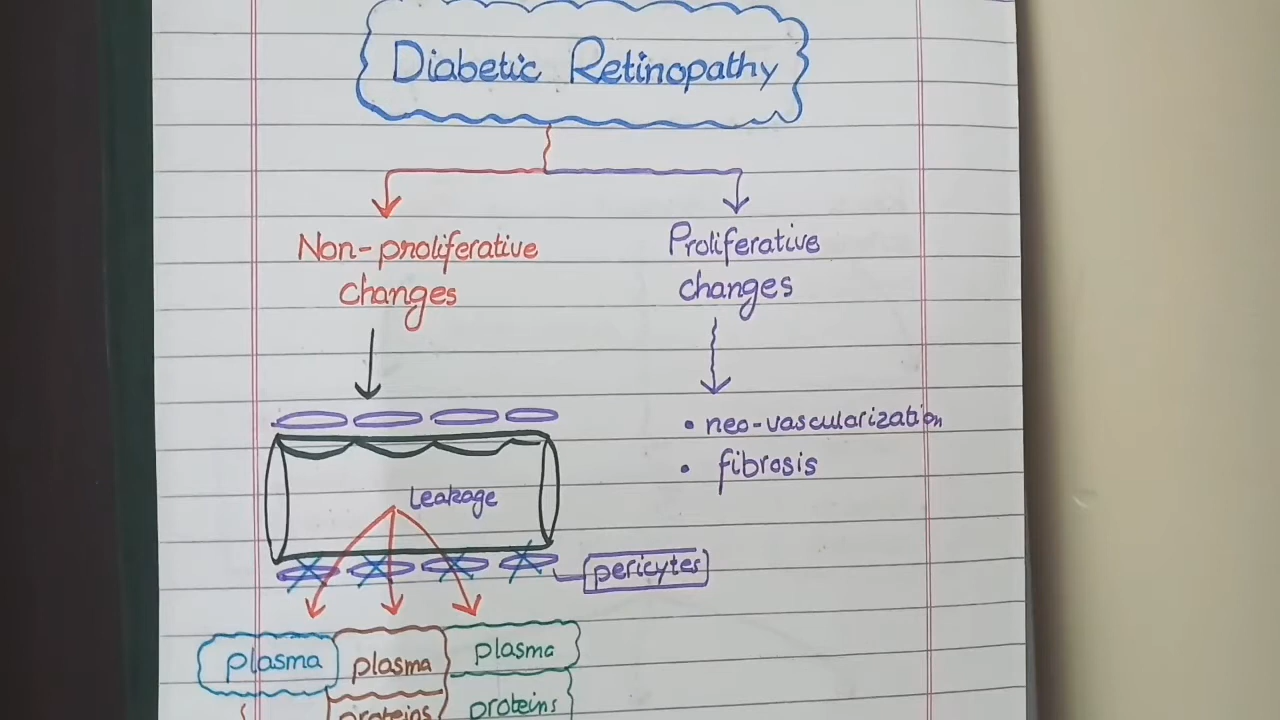 Diabetic Retinopathy
Non-proliferative
changes
Proliferative
changes
• neo-vascularization
• fibrosis
Leakage
pericytes
plasma
plasma
proteins
plasma
proteins